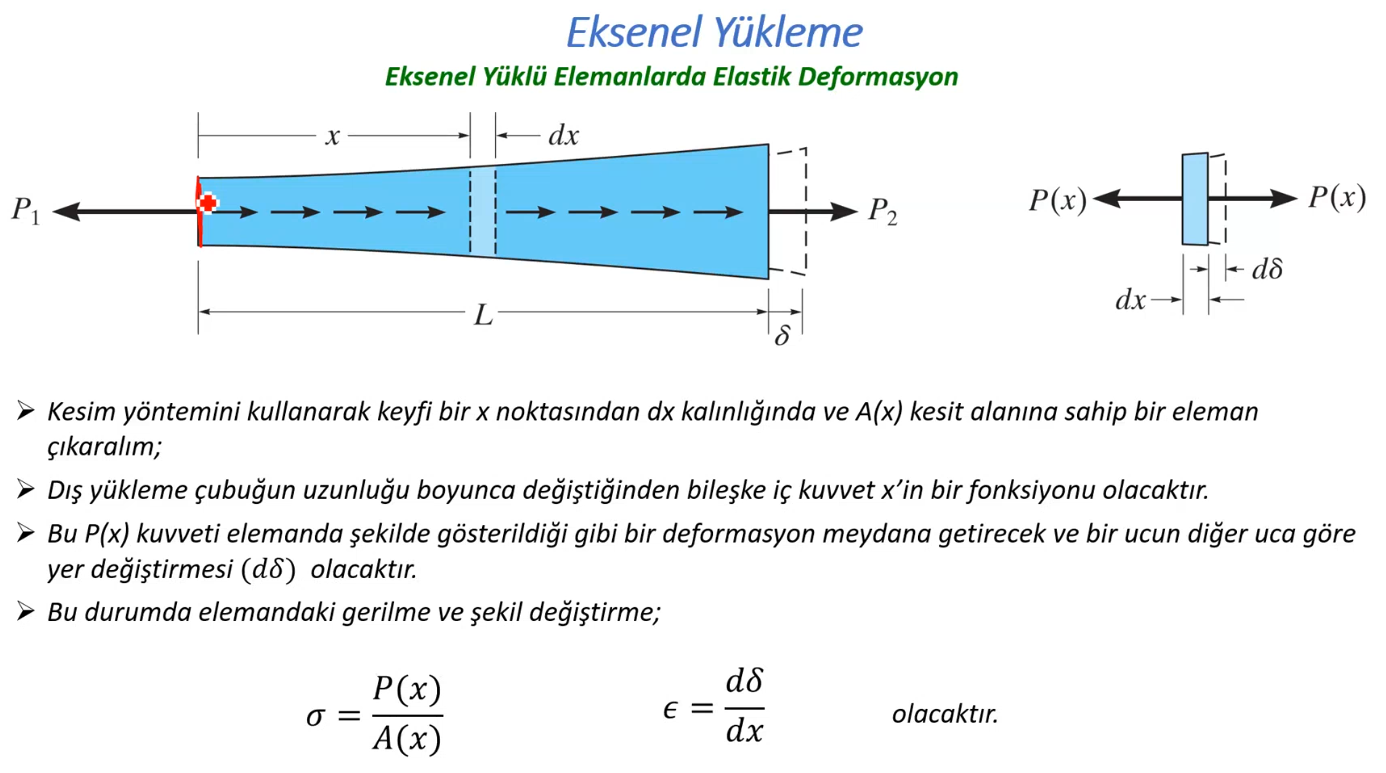 Eksenel Yükleme
Eksenel Yüklü Elemanlarda Elastik Deformasyon
x
dx
P₁
P₂
L
δ
P(x)
P(x)
dδ
dx
➢ Kesim yöntemini kullanarak keyfi bir x noktasından dx kalınlığında ve A(x) kesit alanına sahip bir eleman
çıkaralım;
➢ Dış yükleme çubuğun uzunluğu boyunca değiştiğinden bileşke iç kuvvet x’in bir fonksiyonu olacaktır.
➢ Bu P(x) kuvveti elemanda şekilde gösterildiği gibi bir deformasyon meydana getirecek ve bir ucun diğer uca göre
yer değiştirmesi (dδ) olacaktır.
➢ Bu durumda elemandaki gerilme ve şekil değiştirme;
σ = P(x) / A(x)
ϵ = dδ / dx
olacaktır.